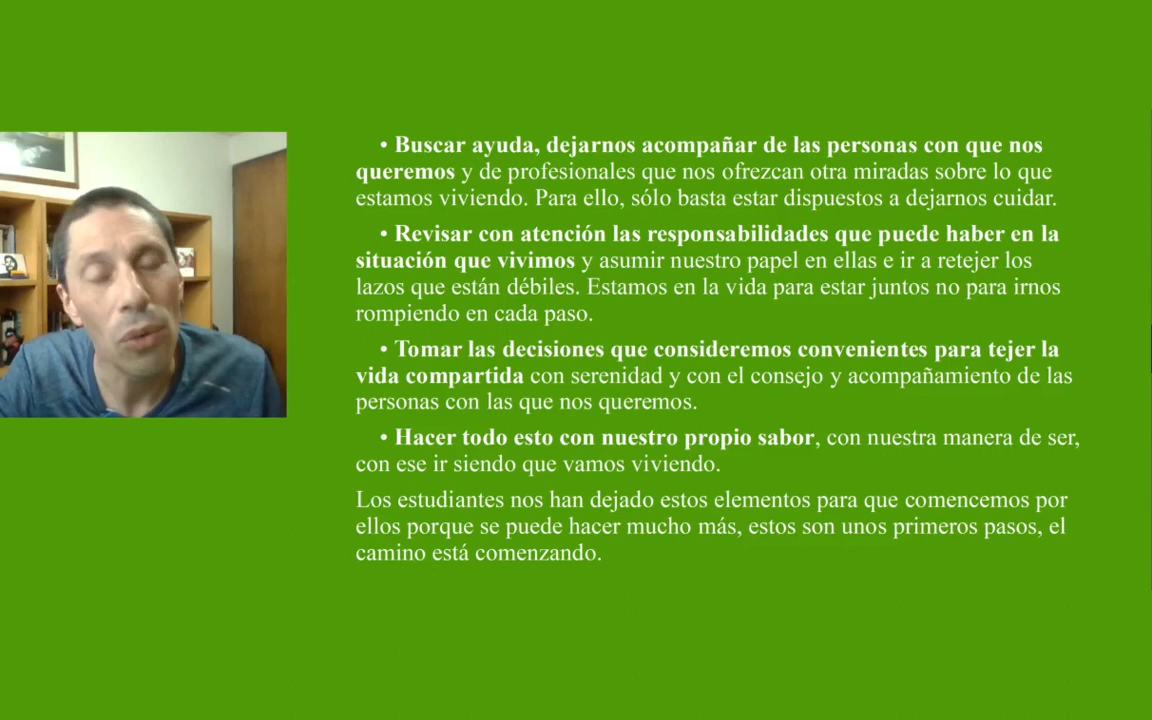 • Buscar ayuda, dejarnos acompañar de las personas con que nos
queremos y de profesionales que nos ofrezcan otra miradas sobre lo que
estamos viviendo. Para ello, sólo basta estar dispuestos a dejarnos cuidar.
• Revisar con atención las responsabilidades que puede haber en la
situación que vivimos y asumir nuestro papel en ellas e ir a retejer los
lazos que están débiles. Estamos en la vida para estar juntos no para irnos
rompiendo en cada paso.
• Tomar las decisiones que consideremos convenientes para tejer la
vida compartida con serenidad y con el consejo y acompañamiento de las
personas con las que nos queremos.
• Hacer todo esto con nuestro propio sabor, con nuestra manera de ser,
con ese ir siendo que vamos viviendo.
Los estudiantes nos han dejado estos elementos para que comencemos por
ellos porque se puede hacer mucho más, estos son unos primeros pasos, el
camino está comenzando.